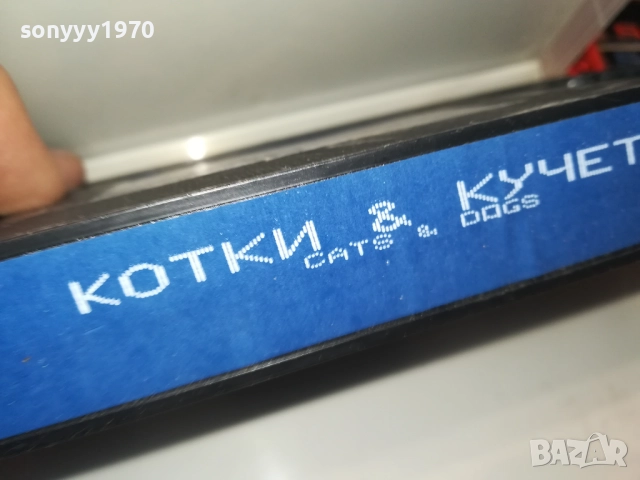 sonyyy1970
КОТКИ & КУЧЕТ
CATS & DOGS
BAZAR